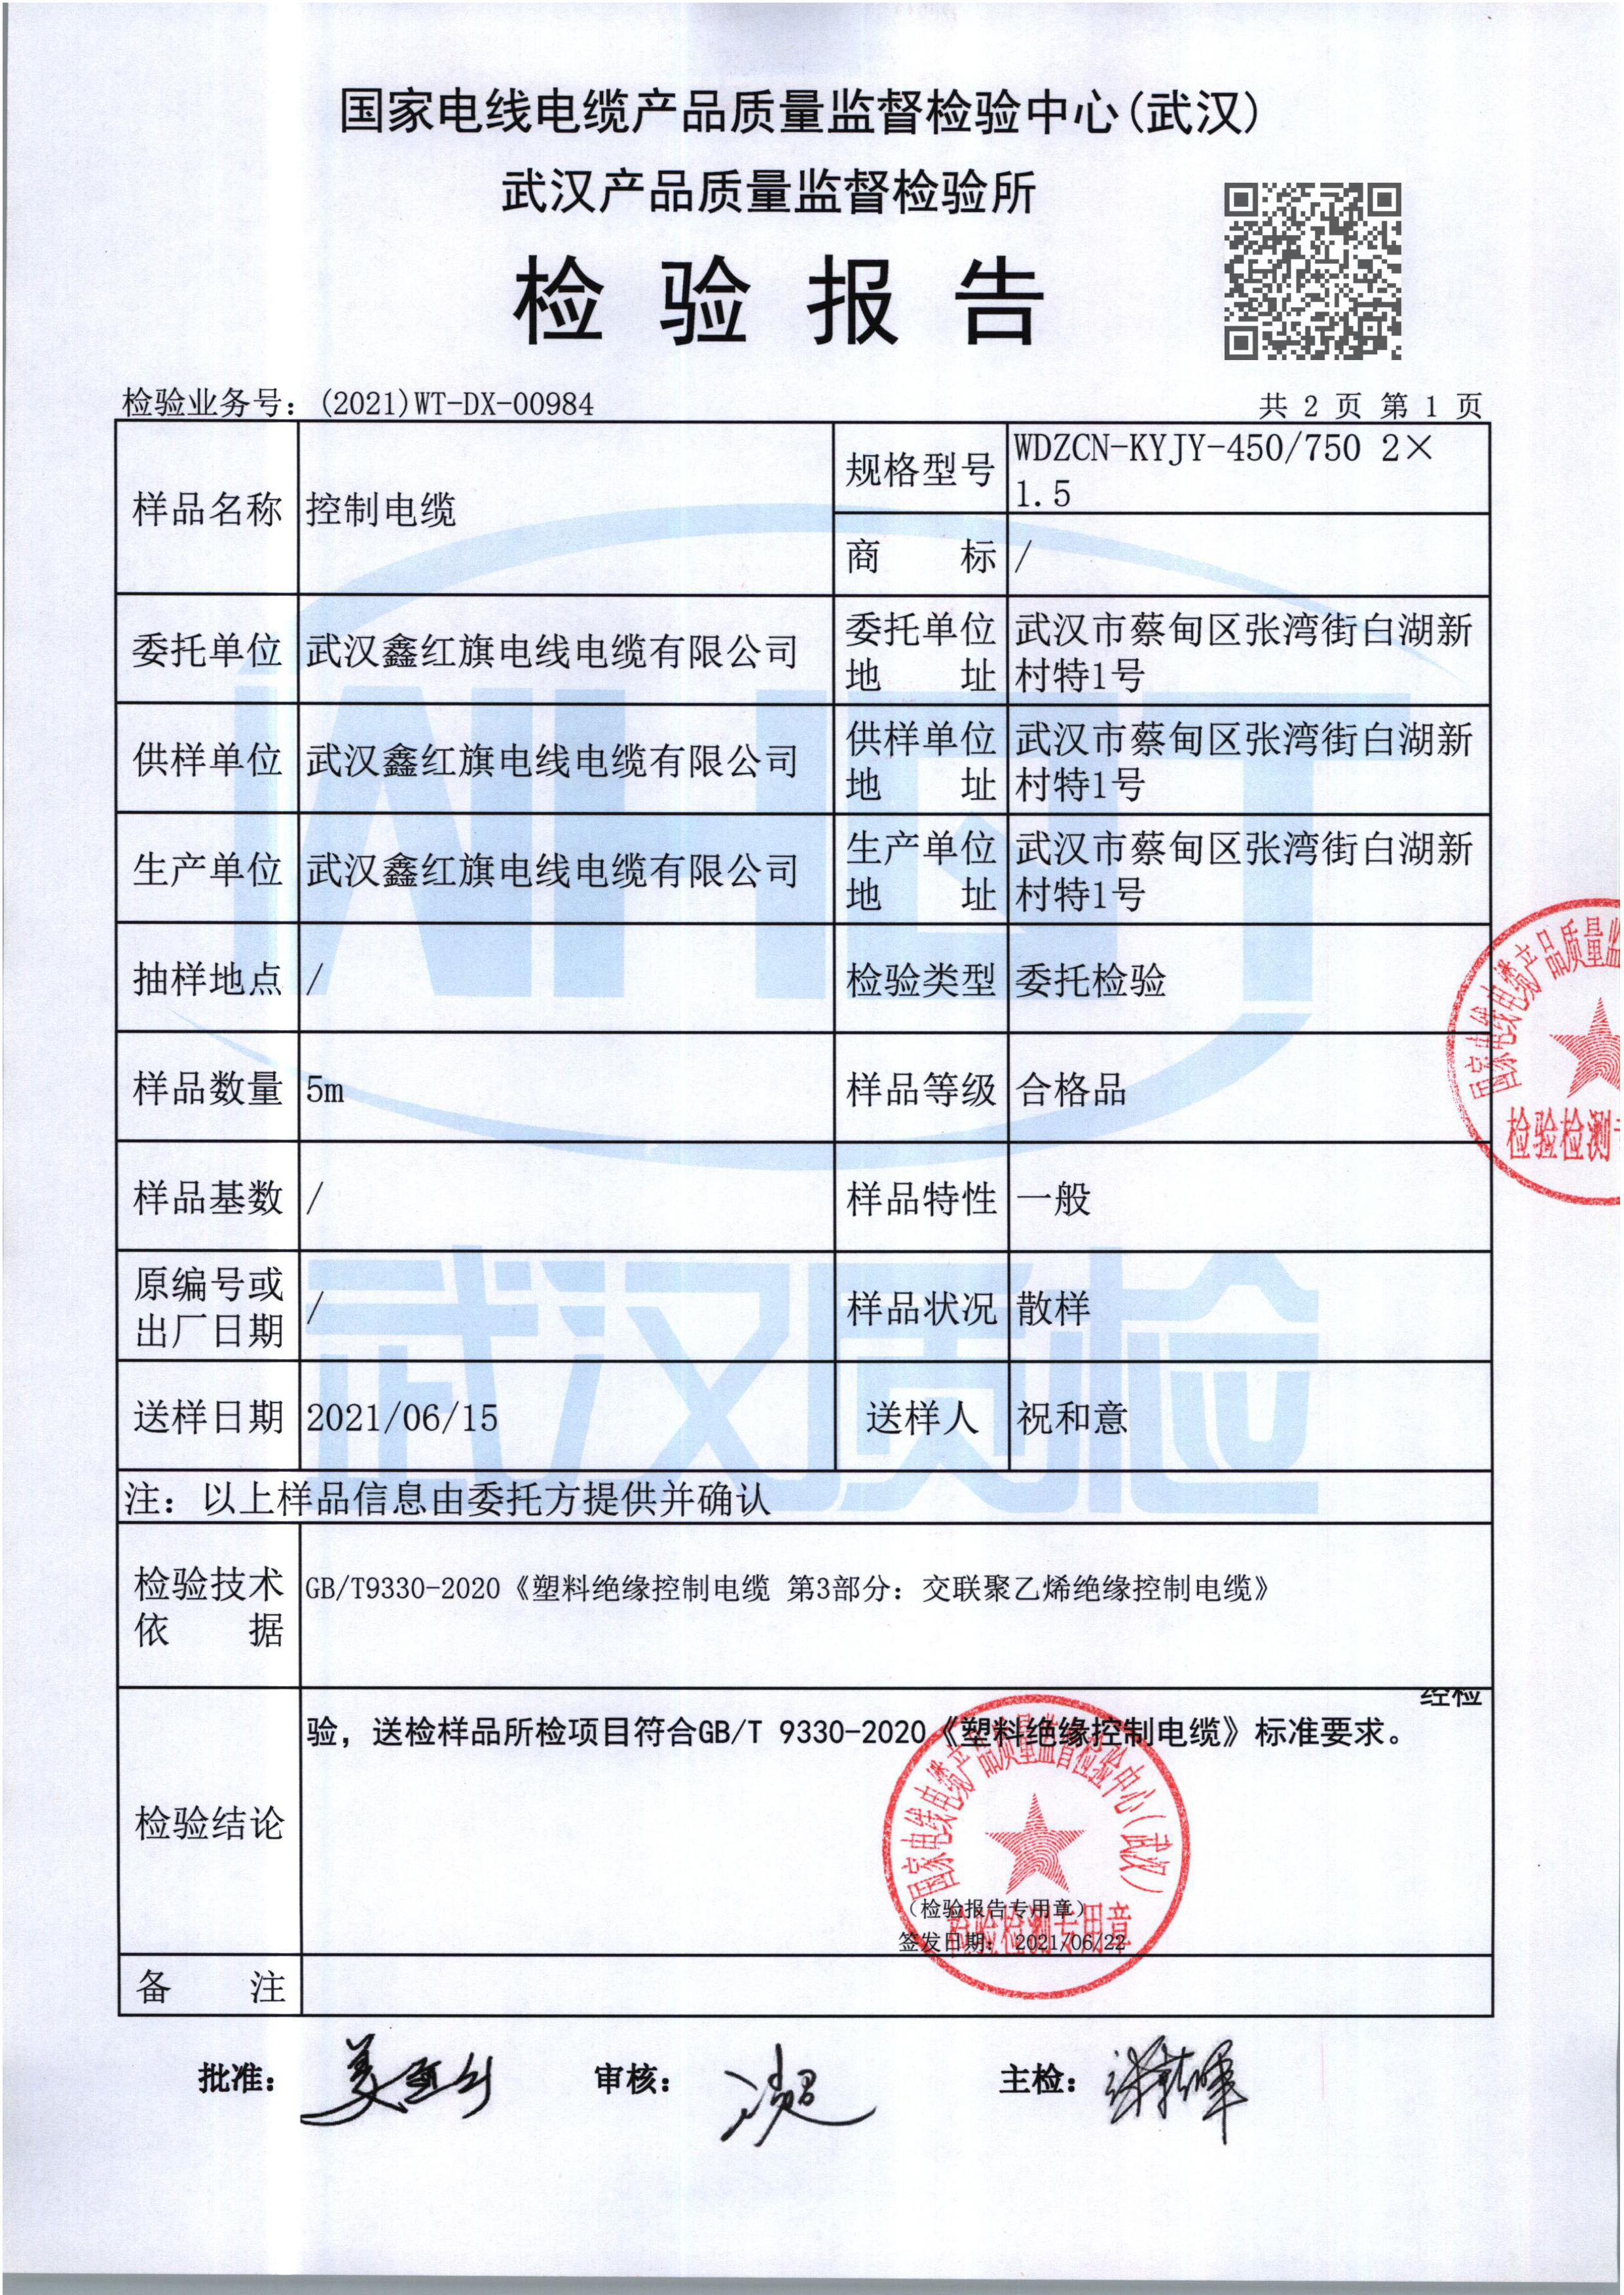 国家电线电缆产品质量监督检验中心(武汉)
武汉产品质量监督检验所
检验报告
检验业务号：(2021)WT-DX-00984
共 2 页 第 1 页
样品名称 控制电缆
规格型号 WDZCN-KYJY-450/750 2×
1.5
商标 /
委托单位 武汉鑫红旗电线电缆有限公司
委托单位地址 武汉市蔡甸区张湾街白湖新
村特1号
供样单位 武汉鑫红旗电线电缆有限公司
供样单位地址 武汉市蔡甸区张湾街白湖新
村特1号
生产单位 武汉鑫红旗电线电缆有限公司
生产单位地址 武汉市蔡甸区张湾街白湖新
村特1号
抽样地点 /
检验类型 委托检验
样品数量 5m
样品等级 合格品
样品基数 /
样品特性 一般
原编号或
出厂日期 /
样品状况 散样
送样日期 2021/06/15
送样人 祝和意
注：以上样品信息由委托方提供并确认
检验技术
依据 GB/T9330-2020《塑料绝缘控制电缆 第3部分：交联聚乙烯绝缘控制电缆》
检验结论
经检
验，送检样品所检项目符合GB/T 9330-2020《塑料绝缘控制电缆》标准要求。
国家电线电缆产品质量监督检验中心(武汉)
检验检测专用章
（检验报告专用章）
签发日期：2021/06/22
备注
批准：
审核：
主检：
国家电线电缆产品质量监
检验检测专
WHQT
武汉质检